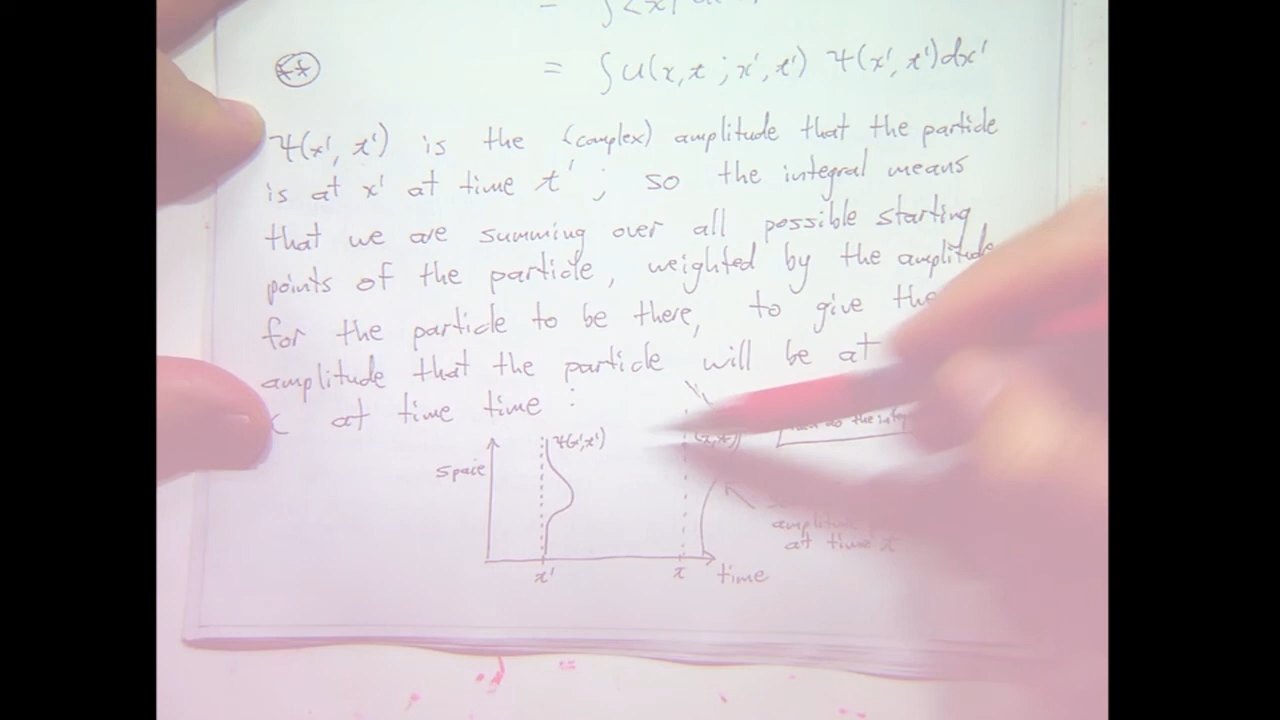 = ∫⟨x|
(**)
= ∫ U(x, t ; x', t') Ψ(x', t') dx'
Ψ(x', t') is the (complex) amplitude that the particle
is at x' at time t' ; so the integral means
that we are summing over all possible starting
points of the particle, weighted by the amplitude
for the particle to be there, to give the
amplitude that the particle will be at
x at time time :
Ψ(x',t')
space
at time t
t' t time